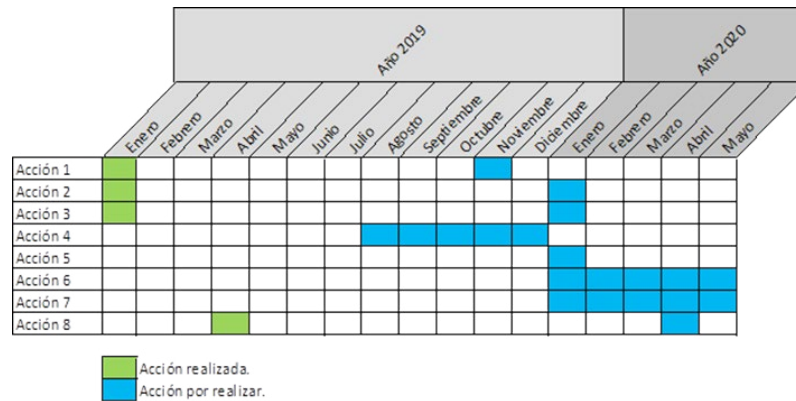 Año 2019
Año 2020
Enero
Febrero
Marzo
Abril
Mayo
Junio
Julio
Agosto
Septiembre
Octubre
Noviembre
Diciembre
Enero
Febrero
Marzo
Abril
Mayo
Acción 1
Acción 2
Acción 3
Acción 4
Acción 5
Acción 6
Acción 7
Acción 8
Acción realizada.
Acción por realizar.